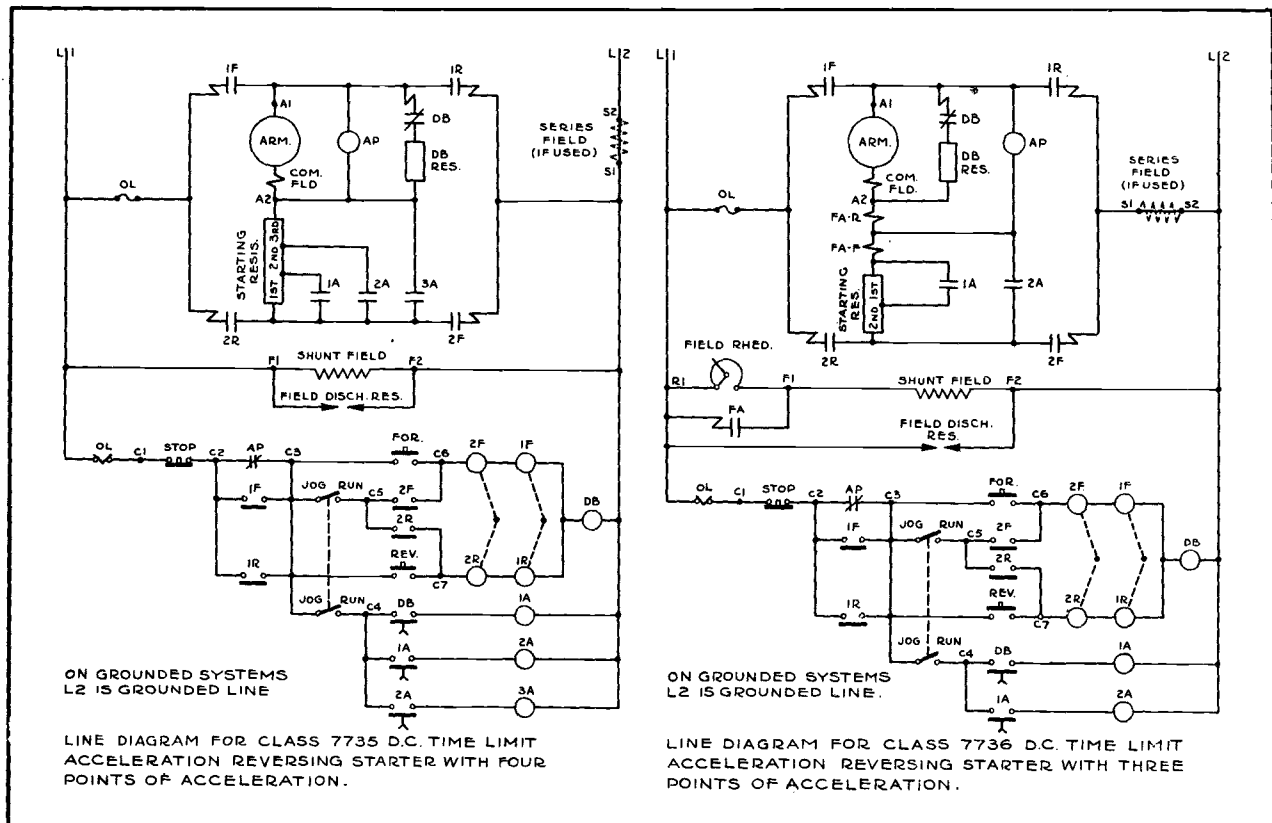 L 1
L 2
1F
1R
A1
DB
AP
ARM.
DB
RES.
S2
SERIES
FIELD
(IF USED)
S1
OL
COM.
FLD
A2
STARTING
RESIS.
1ST 2ND 3RD
1A
2A
3A
2R
2F
F1
SHUNT FIELD
F2
FIELD DISCH. RES.
OL
C1
STOP
C2
AP
C3
FOR.
C6
2F
1F
1F
JOG
RUN
C5
2F
DB
2R
1R
REV.
C7
2R
1R
JOG
RUN
C4
DB
1A
1A
2A
2A
3A
ON GROUNDED SYSTEMS
L2 IS GROUNDED LINE
LINE DIAGRAM FOR CLASS 7735 D.C. TIME LIMIT
ACCELERATION REVERSING STARTER WITH FOUR
POINTS OF ACCELERATION.
L 1
L 2
1F
1R
A1
DB
AP
ARM.
DB
RES.
SERIES
FIELD
(IF USED)
S1
S2
OL
COM.
FLD.
A2
FA-R
FA-F
STARTING
RES.
2ND 1ST
1A
2A
2R
2F
FIELD RHEO.
R1
F1
SHUNT FIELD
F2
FA
FIELD DISCH.
RES.
OL
C1
STOP
C2
AP
C3
FOR.
C6
2F
1F
1F
JOG
RUN
C5
2F
DB
2R
1R
REV.
C7
2R
1R
JOG
RUN
C4
DB
1A
1A
2A
ON GROUNDED SYSTEMS
L2 IS GROUNDED LINE.
LINE DIAGRAM FOR CLASS 7736 D.C. TIME LIMIT
ACCELERATION REVERSING STARTER WITH THREE
POINTS OF ACCELERATION.